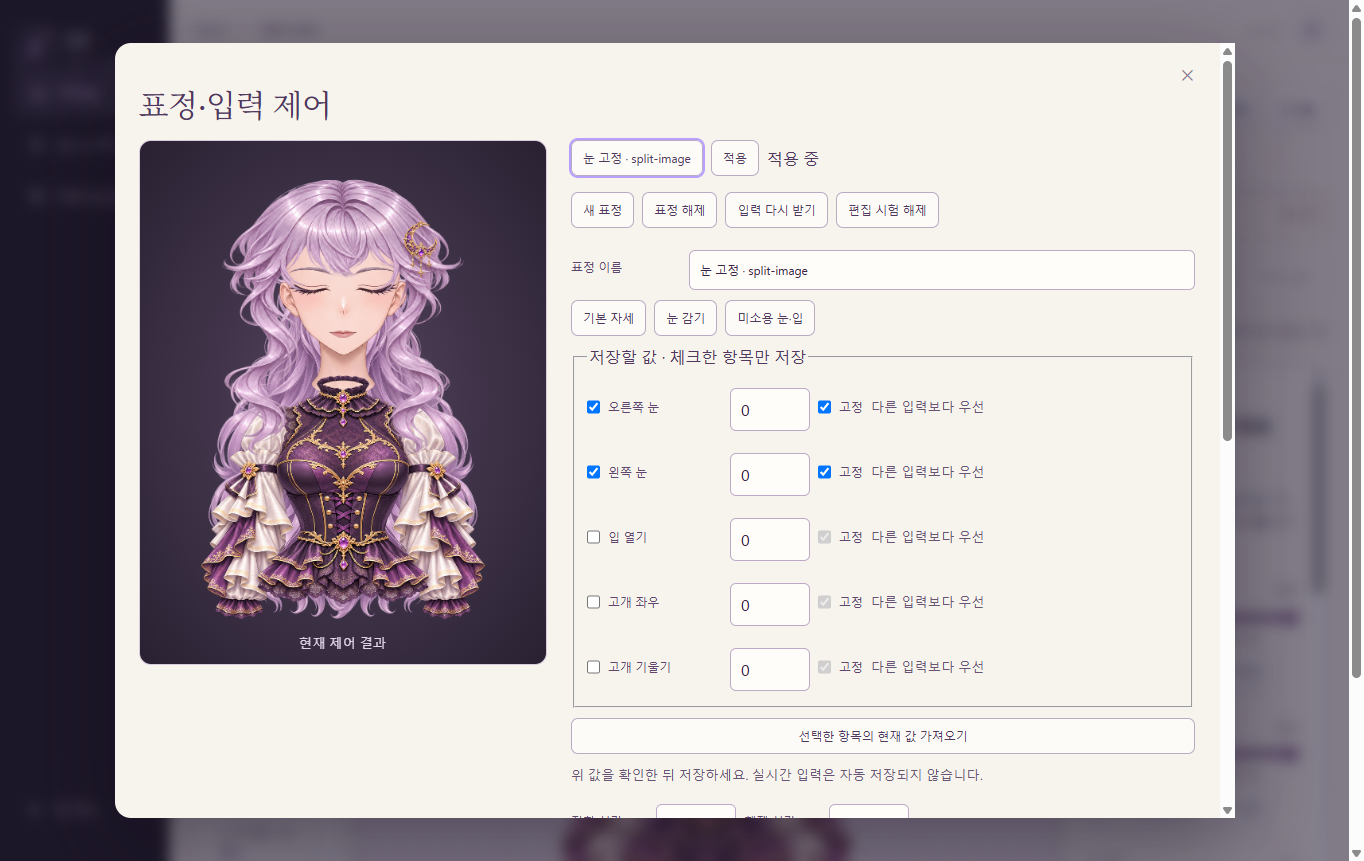 표정·입력 제어
눈 고정 · split-image 적용 적용 중
새 표정 표정 해제 입력 다시 받기 편집 시험 해제
표정 이름 눈 고정 · split-image
기본 자세 눈 감기 미소용 눈·입
저장할 값 · 체크한 항목만 저장
오른쪽 눈 0 고정 다른 입력보다 우선
왼쪽 눈 0 고정 다른 입력보다 우선
입 열기 0 고정 다른 입력보다 우선
고개 좌우 0 고정 다른 입력보다 우선
고개 기울기 0 고정 다른 입력보다 우선
현재 제어 결과
선택한 항목의 현재 값 가져오기
위 값을 확인한 뒤 저장하세요. 실시간 입력은 자동 저장되지 않습니다.